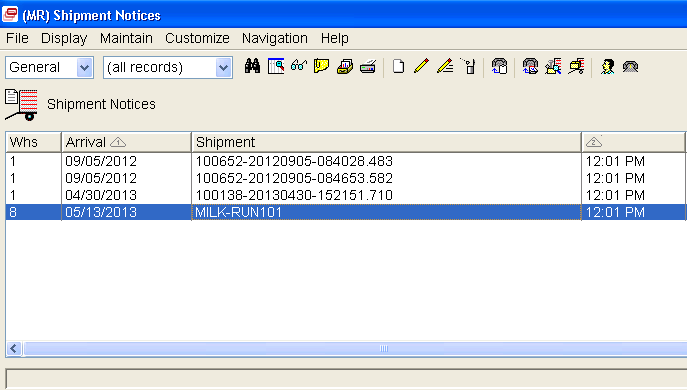 (MR) Shipment Notices
File Display Maintain Customize Navigation Help
General (all records)
Shipment Notices
Whs Arrival 1 Shipment 2
1 09/05/2012 100652-20120905-084028.483 12:01 PM
1 09/05/2012 100652-20120905-084653.582 12:01 PM
1 04/30/2013 100138-20130430-152151.710 12:01 PM
8 05/13/2013 MILK-RUN101 12:01 PM